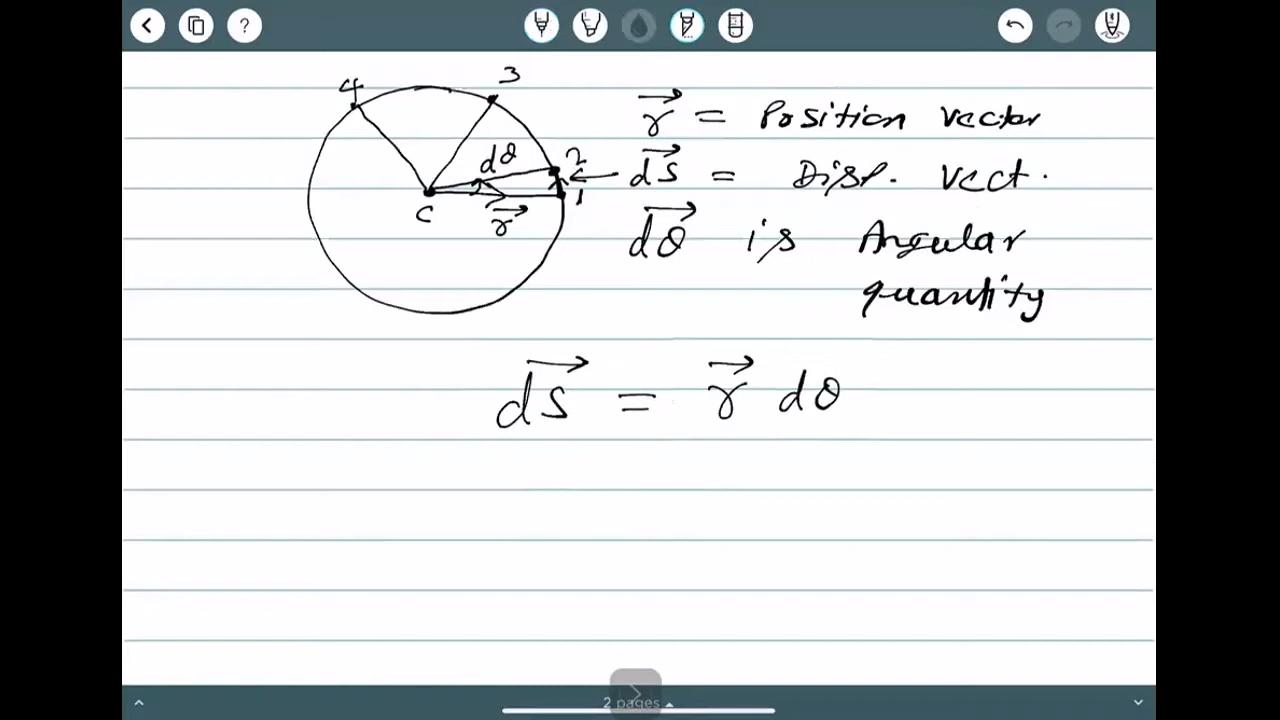 4
3
r⃗ = Position vector
dθ
2
ds⃗ = Disp. vect.
1
C
r⃗
dθ⃗ is Angular
quantity
ds⃗ = r⃗ dθ
2 pages